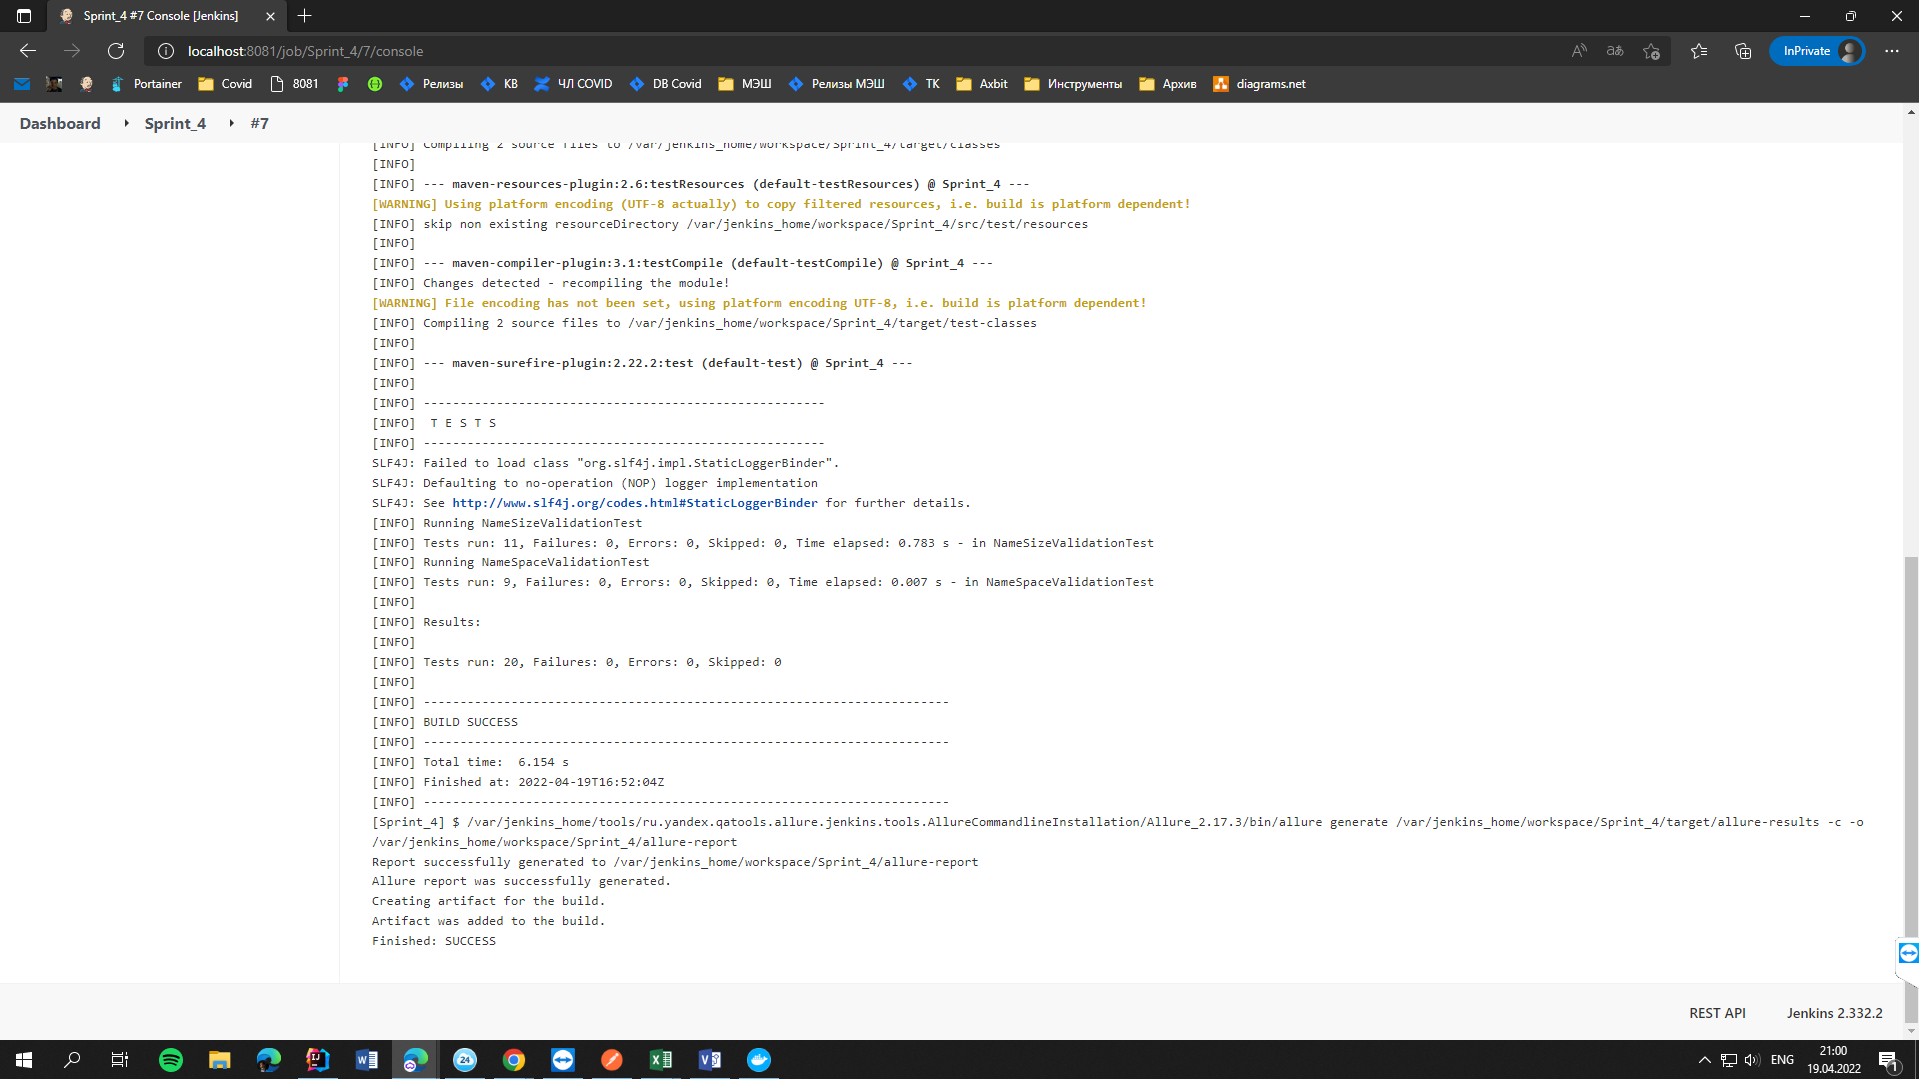 Sprint_4 #7 Console [Jenkins]
localhost:8081/job/Sprint_4/7/console
InPrivate
Portainer
Covid
8081
Релизы
КВ
ЧЛ COVID
DB Covid
МЭШ
Релизы МЭШ
ТК
Axbit
Инструменты
Архив
diagrams.net
Dashboard
Sprint_4
#7
[INFO] Compiling 2 source files to /var/jenkins_home/workspace/Sprint_4/target/classes
[INFO]
[INFO] --- maven-resources-plugin:2.6:testResources (default-testResources) @ Sprint_4 ---
[WARNING] Using platform encoding (UTF-8 actually) to copy filtered resources, i.e. build is platform dependent!
[INFO] skip non existing resourceDirectory /var/jenkins_home/workspace/Sprint_4/src/test/resources
[INFO]
[INFO] --- maven-compiler-plugin:3.1:testCompile (default-testCompile) @ Sprint_4 ---
[INFO] Changes detected - recompiling the module!
[WARNING] File encoding has not been set, using platform encoding UTF-8, i.e. build is platform dependent!
[INFO] Compiling 2 source files to /var/jenkins_home/workspace/Sprint_4/target/test-classes
[INFO]
[INFO] --- maven-surefire-plugin:2.22.2:test (default-test) @ Sprint_4 ---
[INFO]
[INFO] -------------------------------------------------------
[INFO]  T E S T S
[INFO] -------------------------------------------------------
SLF4J: Failed to load class "org.slf4j.impl.StaticLoggerBinder".
SLF4J: Defaulting to no-operation (NOP) logger implementation
SLF4J: See http://www.slf4j.org/codes.html#StaticLoggerBinder for further details.
[INFO] Running NameSizeValidationTest
[INFO] Tests run: 11, Failures: 0, Errors: 0, Skipped: 0, Time elapsed: 0.783 s - in NameSizeValidationTest
[INFO] Running NameSpaceValidationTest
[INFO] Tests run: 9, Failures: 0, Errors: 0, Skipped: 0, Time elapsed: 0.007 s - in NameSpaceValidationTest
[INFO]
[INFO] Results:
[INFO]
[INFO] Tests run: 20, Failures: 0, Errors: 0, Skipped: 0
[INFO]
[INFO] ------------------------------------------------------------------------
[INFO] BUILD SUCCESS
[INFO] ------------------------------------------------------------------------
[INFO] Total time:  6.154 s
[INFO] Finished at: 2022-04-19T16:52:04Z
[INFO] ------------------------------------------------------------------------
[Sprint_4] $ /var/jenkins_home/tools/ru.yandex.qatools.allure.jenkins.tools.AllureCommandlineInstallation/Allure_2.17.3/bin/allure generate /var/jenkins_home/workspace/Sprint_4/target/allure-results -c -o
/var/jenkins_home/workspace/Sprint_4/allure-report
Report successfully generated to /var/jenkins_home/workspace/Sprint_4/allure-report
Allure report was successfully generated.
Creating artifact for the build.
Artifact was added to the build.
Finished: SUCCESS
REST API
Jenkins 2.332.2
24
ENG
21:00
19.04.2022
1